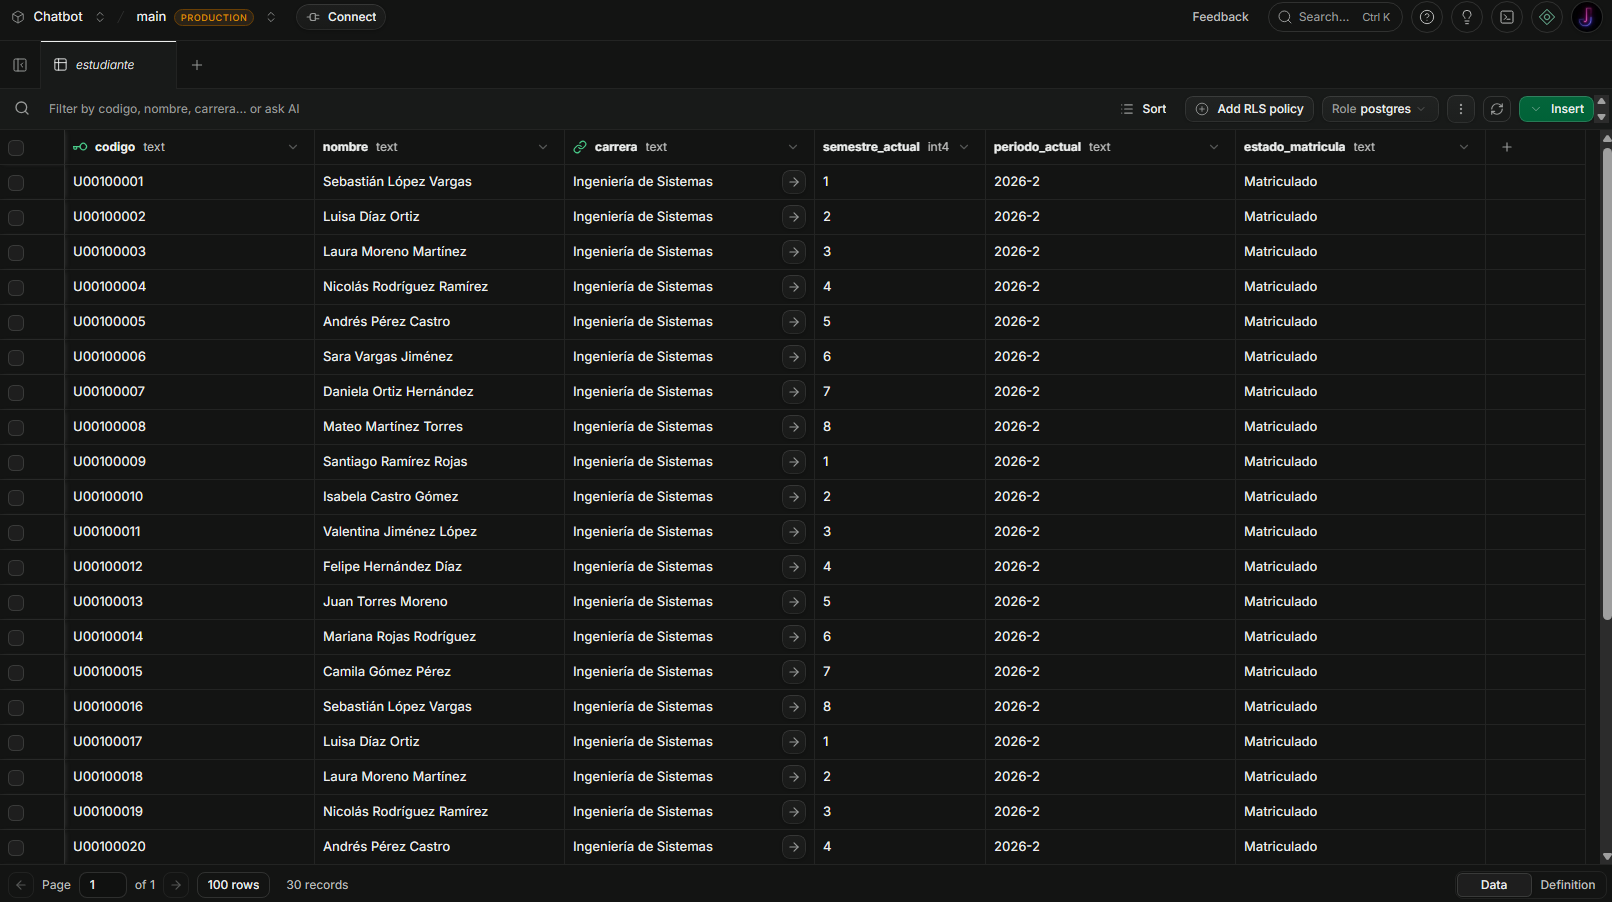 Chatbot / main PRODUCTION Connect Feedback Search... Ctrl K
estudiante
Filter by codigo, nombre, carrera... or ask AI Sort Add RLS policy Role postgres Insert
codigo text nombre text carrera text semestre_actual int4 periodo_actual text estado_matricula text
U00100001 Sebastián López Vargas Ingeniería de Sistemas 1 2026-2 Matriculado
U00100002 Luisa Díaz Ortiz Ingeniería de Sistemas 2 2026-2 Matriculado
U00100003 Laura Moreno Martínez Ingeniería de Sistemas 3 2026-2 Matriculado
U00100004 Nicolás Rodríguez Ramírez Ingeniería de Sistemas 4 2026-2 Matriculado
U00100005 Andrés Pérez Castro Ingeniería de Sistemas 5 2026-2 Matriculado
U00100006 Sara Vargas Jiménez Ingeniería de Sistemas 6 2026-2 Matriculado
U00100007 Daniela Ortiz Hernández Ingeniería de Sistemas 7 2026-2 Matriculado
U00100008 Mateo Martínez Torres Ingeniería de Sistemas 8 2026-2 Matriculado
U00100009 Santiago Ramírez Rojas Ingeniería de Sistemas 1 2026-2 Matriculado
U00100010 Isabela Castro Gómez Ingeniería de Sistemas 2 2026-2 Matriculado
U00100011 Valentina Jiménez López Ingeniería de Sistemas 3 2026-2 Matriculado
U00100012 Felipe Hernández Díaz Ingeniería de Sistemas 4 2026-2 Matriculado
U00100013 Juan Torres Moreno Ingeniería de Sistemas 5 2026-2 Matriculado
U00100014 Mariana Rojas Rodríguez Ingeniería de Sistemas 6 2026-2 Matriculado
U00100015 Camila Gómez Pérez Ingeniería de Sistemas 7 2026-2 Matriculado
U00100016 Sebastián López Vargas Ingeniería de Sistemas 8 2026-2 Matriculado
U00100017 Luisa Díaz Ortiz Ingeniería de Sistemas 1 2026-2 Matriculado
U00100018 Laura Moreno Martínez Ingeniería de Sistemas 2 2026-2 Matriculado
U00100019 Nicolás Rodríguez Ramírez Ingeniería de Sistemas 3 2026-2 Matriculado
U00100020 Andrés Pérez Castro Ingeniería de Sistemas 4 2026-2 Matriculado
Page 1 of 1 100 rows 30 records Data Definition